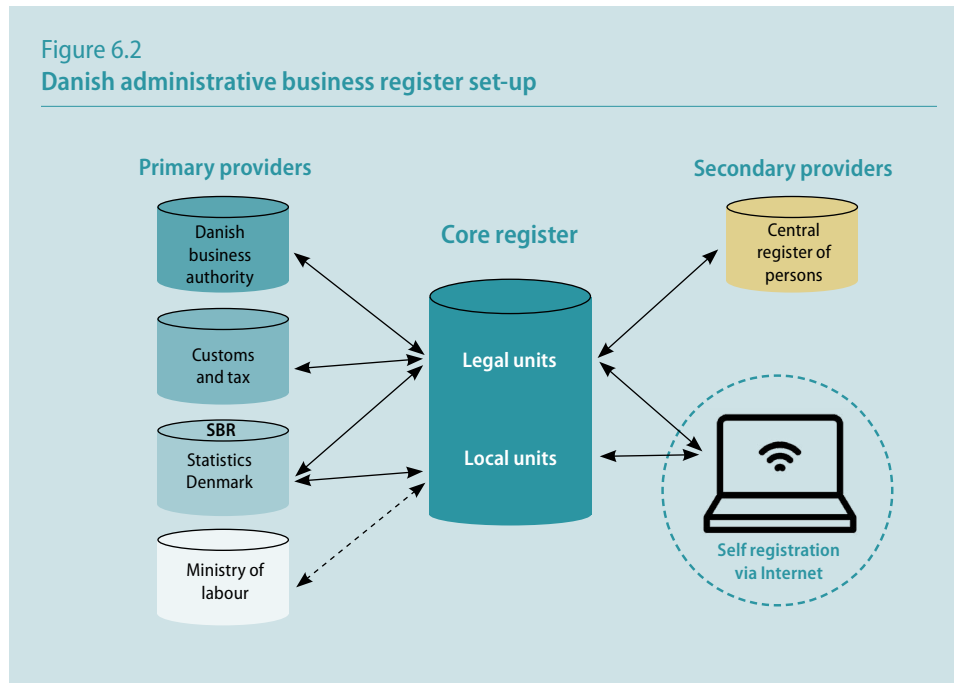 Figure 6.2
Danish administrative business register set-up
Primary providers
Danish
business
authority
Customs
and tax
SBR
Statistics
Denmark
Ministry of
labour
Core register
Legal units
Local units
Secondary providers
Central
register of
persons
Self registration
via Internet